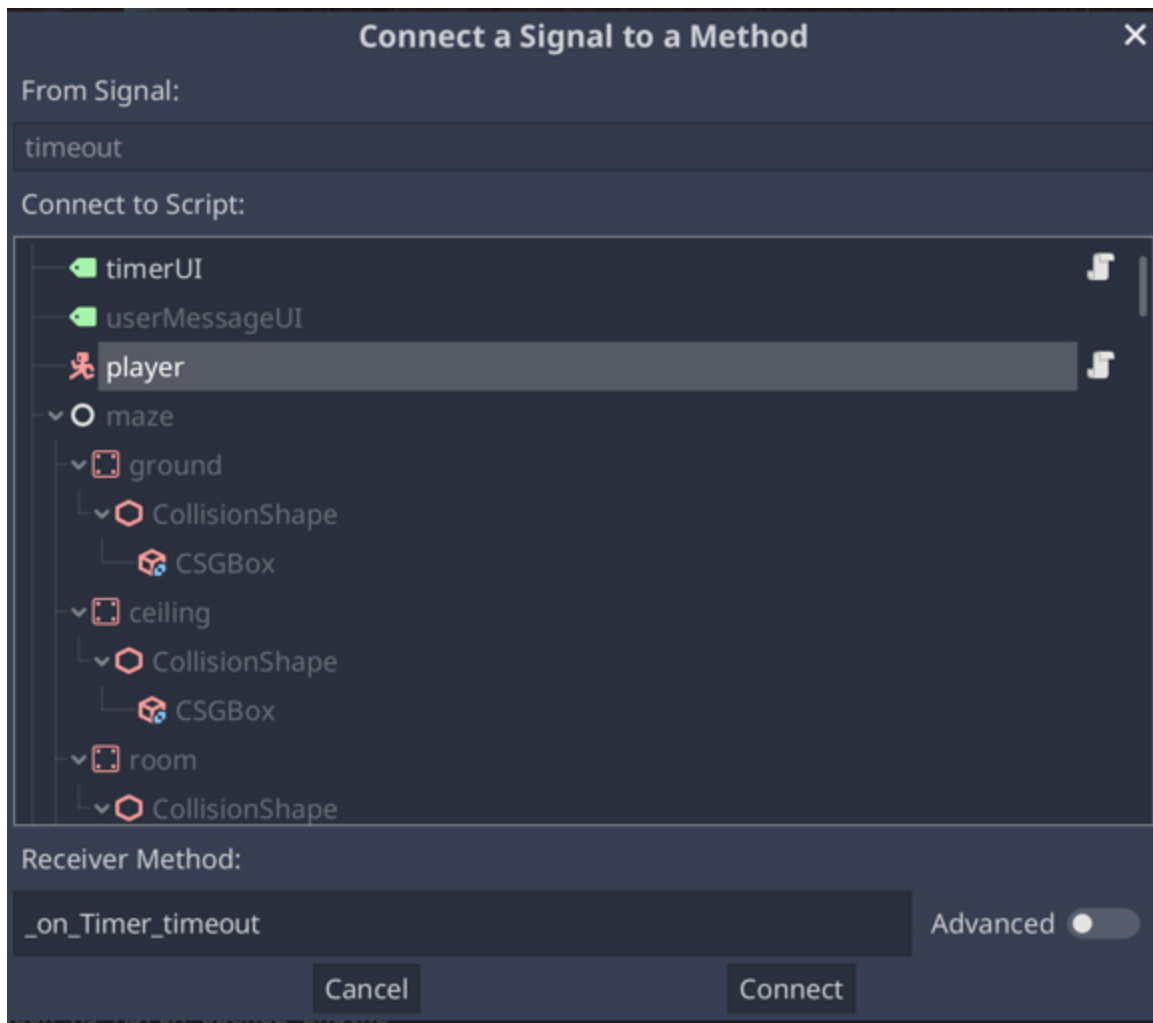 Connect a Signal to a Method
From Signal:
timeout
Connect to Script:
timerUI
userMessageUI
player
maze
ground
CollisionShape
CSGBox
ceiling
CollisionShape
CSGBox
room
CollisionShape
Receiver Method:
_on_Timer_timeout
Advanced
Cancel
Connect